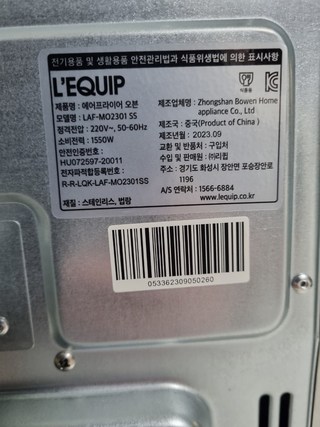 전기용품 및 생활용품 안전관리법과 식품위생법에 의한 표시사항
L'EQUIP
제품명 : 에어프라이어 오븐
모델명 : LAF-MO2301 SS
정격전압 : 220V~, 50-60Hz
소비전력 : 1550W
안전인증번호 :
HU072597-20011
전자파적합등록번호 :
R-R-LQK-LAF-MO2301SS
재질 : 스테인리스, 법랑
제조업체명 : Zhongshan Bowen Home
appliance Co., Ltd
제조국 : 중국(Product of China)
제조년월 : 2023.09
교환 및 반품처 : 구입처
수입 및 판매원 : ㈜리큅
주소 : 경기도 화성시 장안면 포승장안로
1196
A/S 연락처 : 1566-6884
www.lequip.co.kr
053362309050260